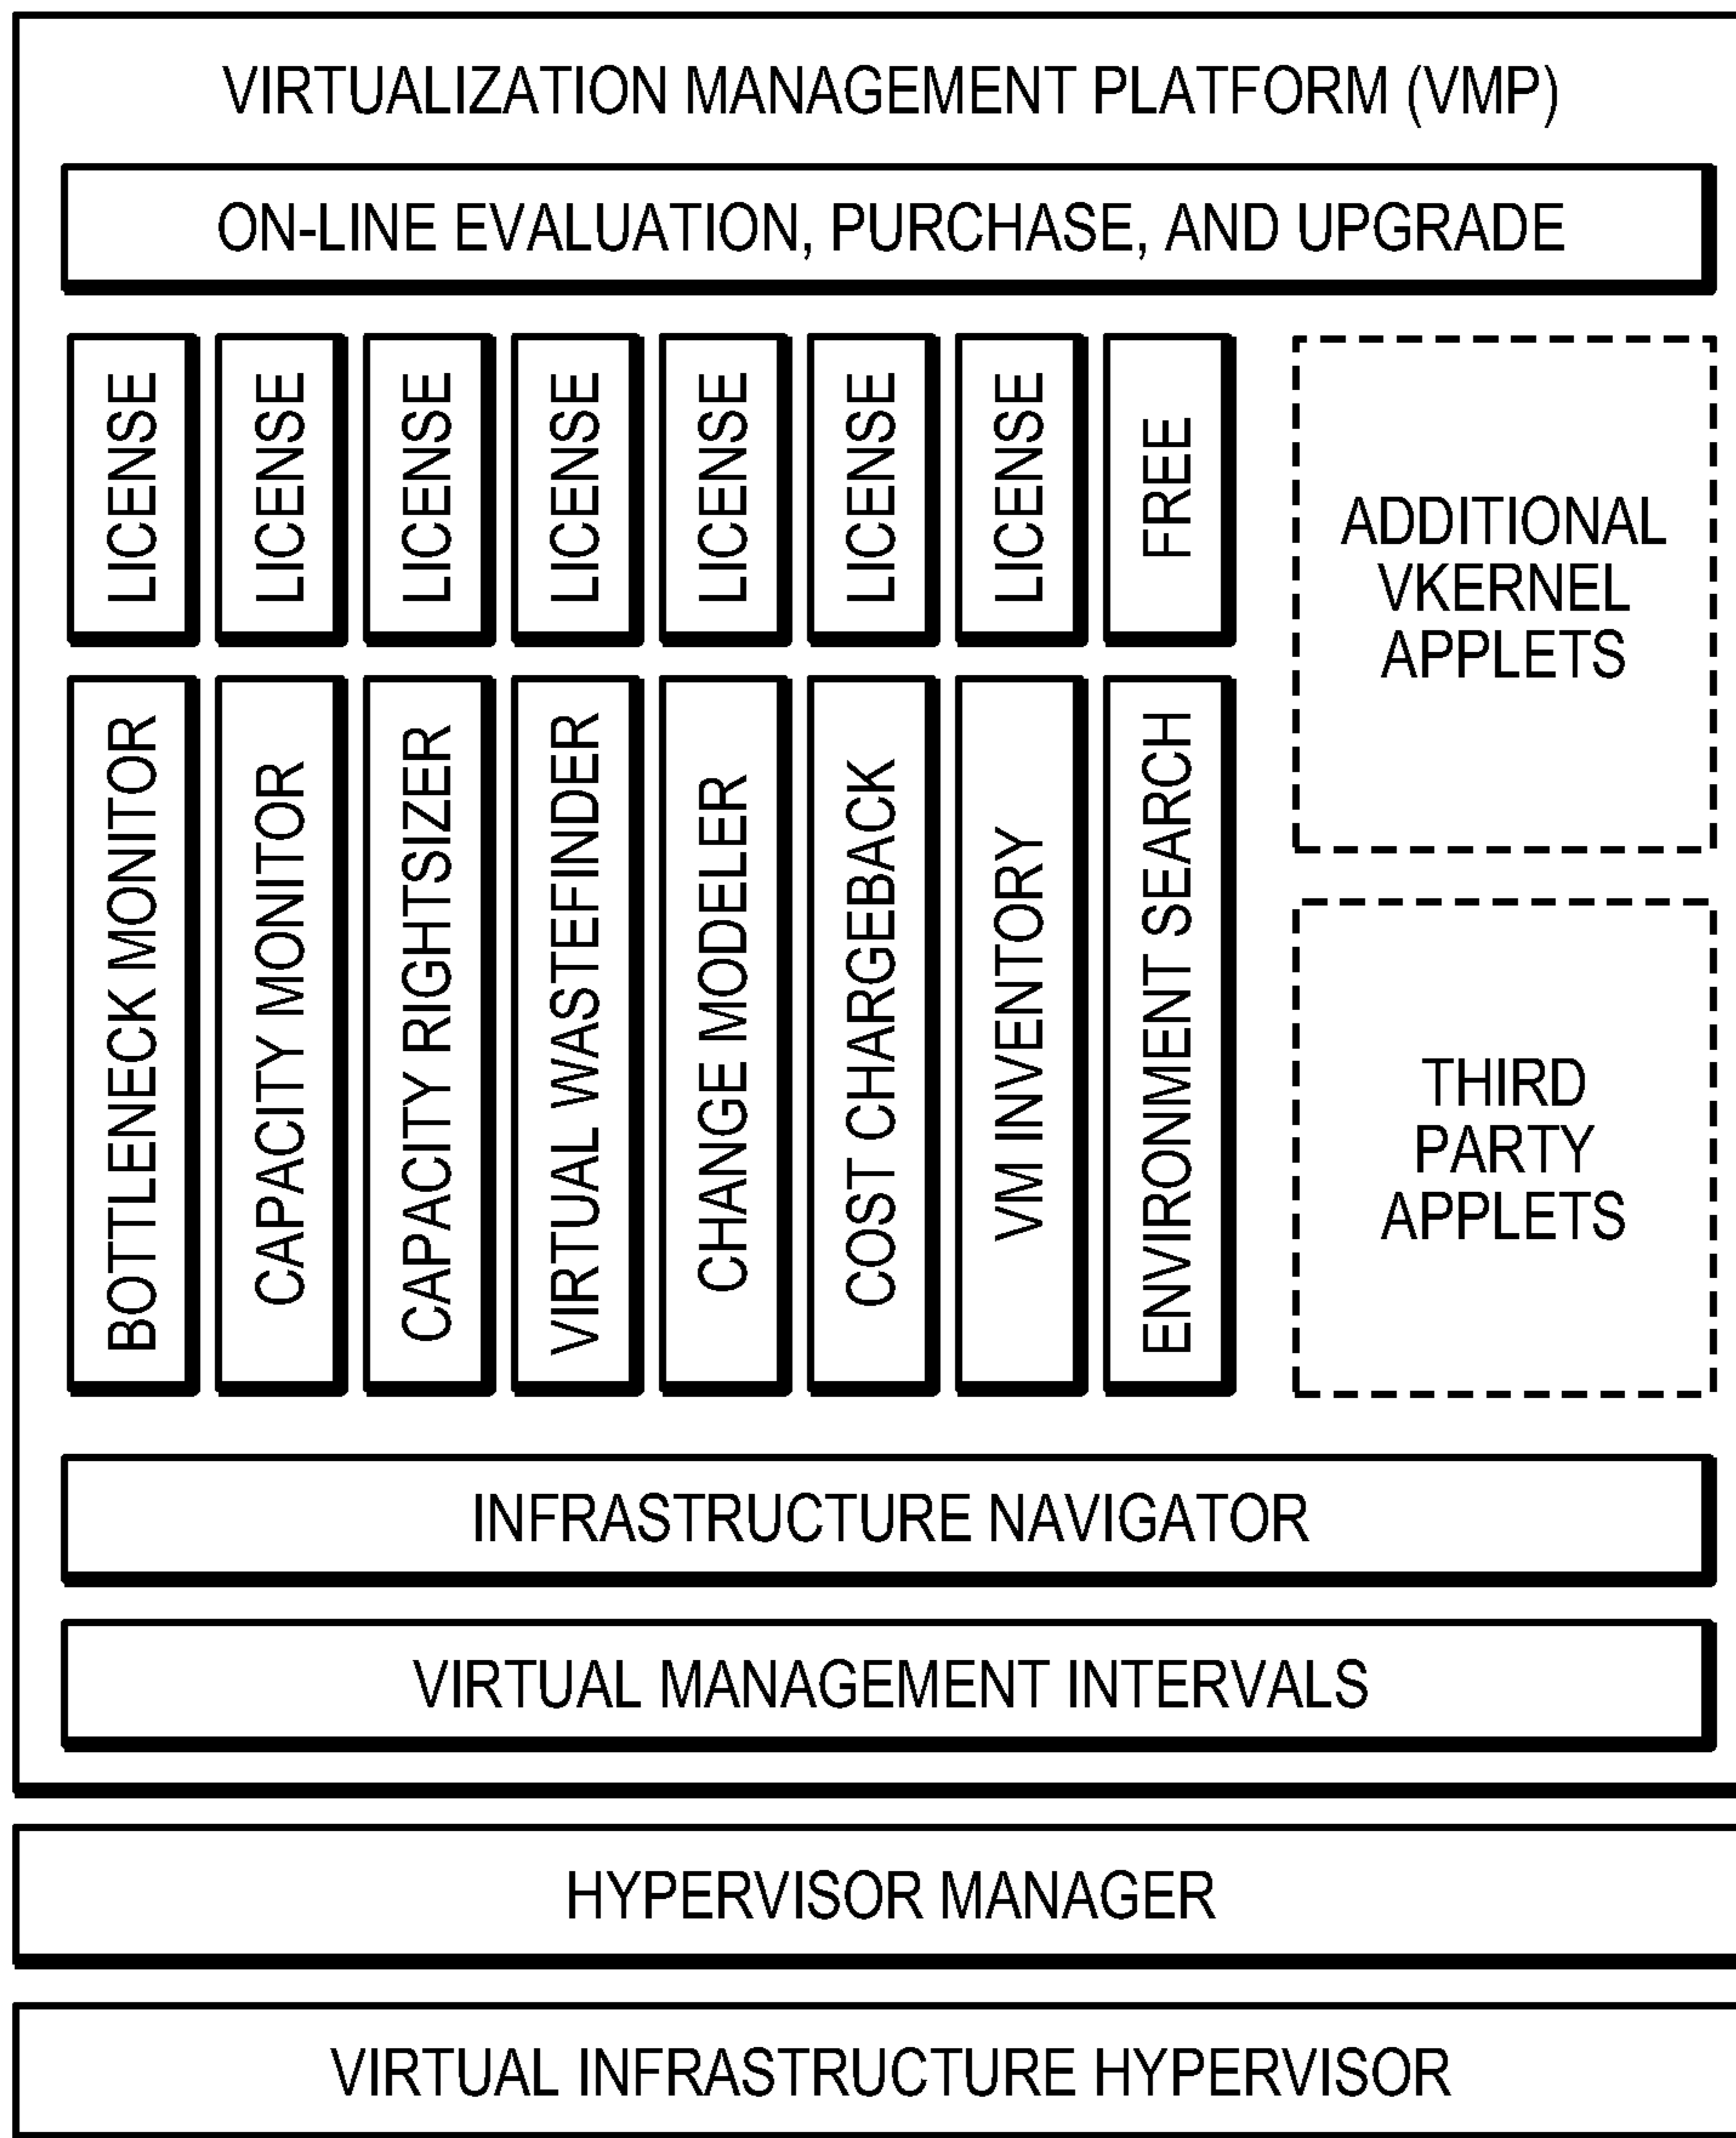 VIRTUALIZATION MANAGEMENT PLATFORM (VMP)
ON-LINE EVALUATION, PURCHASE, AND UPGRADE
LICENSE
LICENSE
LICENSE
LICENSE
LICENSE
LICENSE
LICENSE
FREE
ADDITIONAL
VKERNEL
APPLETS
BOTTLENECK MONITOR
CAPACITY MONITOR
CAPACITY RIGHTSIZER
VIRTUAL WASTEFINDER
CHANGE MODELER
COST CHARGEBACK
VM INVENTORY
ENVIRONMENT SEARCH
THIRD
PARTY
APPLETS
INFRASTRUCTURE NAVIGATOR
VIRTUAL MANAGEMENT INTERVALS
HYPERVISOR MANAGER
VIRTUAL INFRASTRUCTURE HYPERVISOR